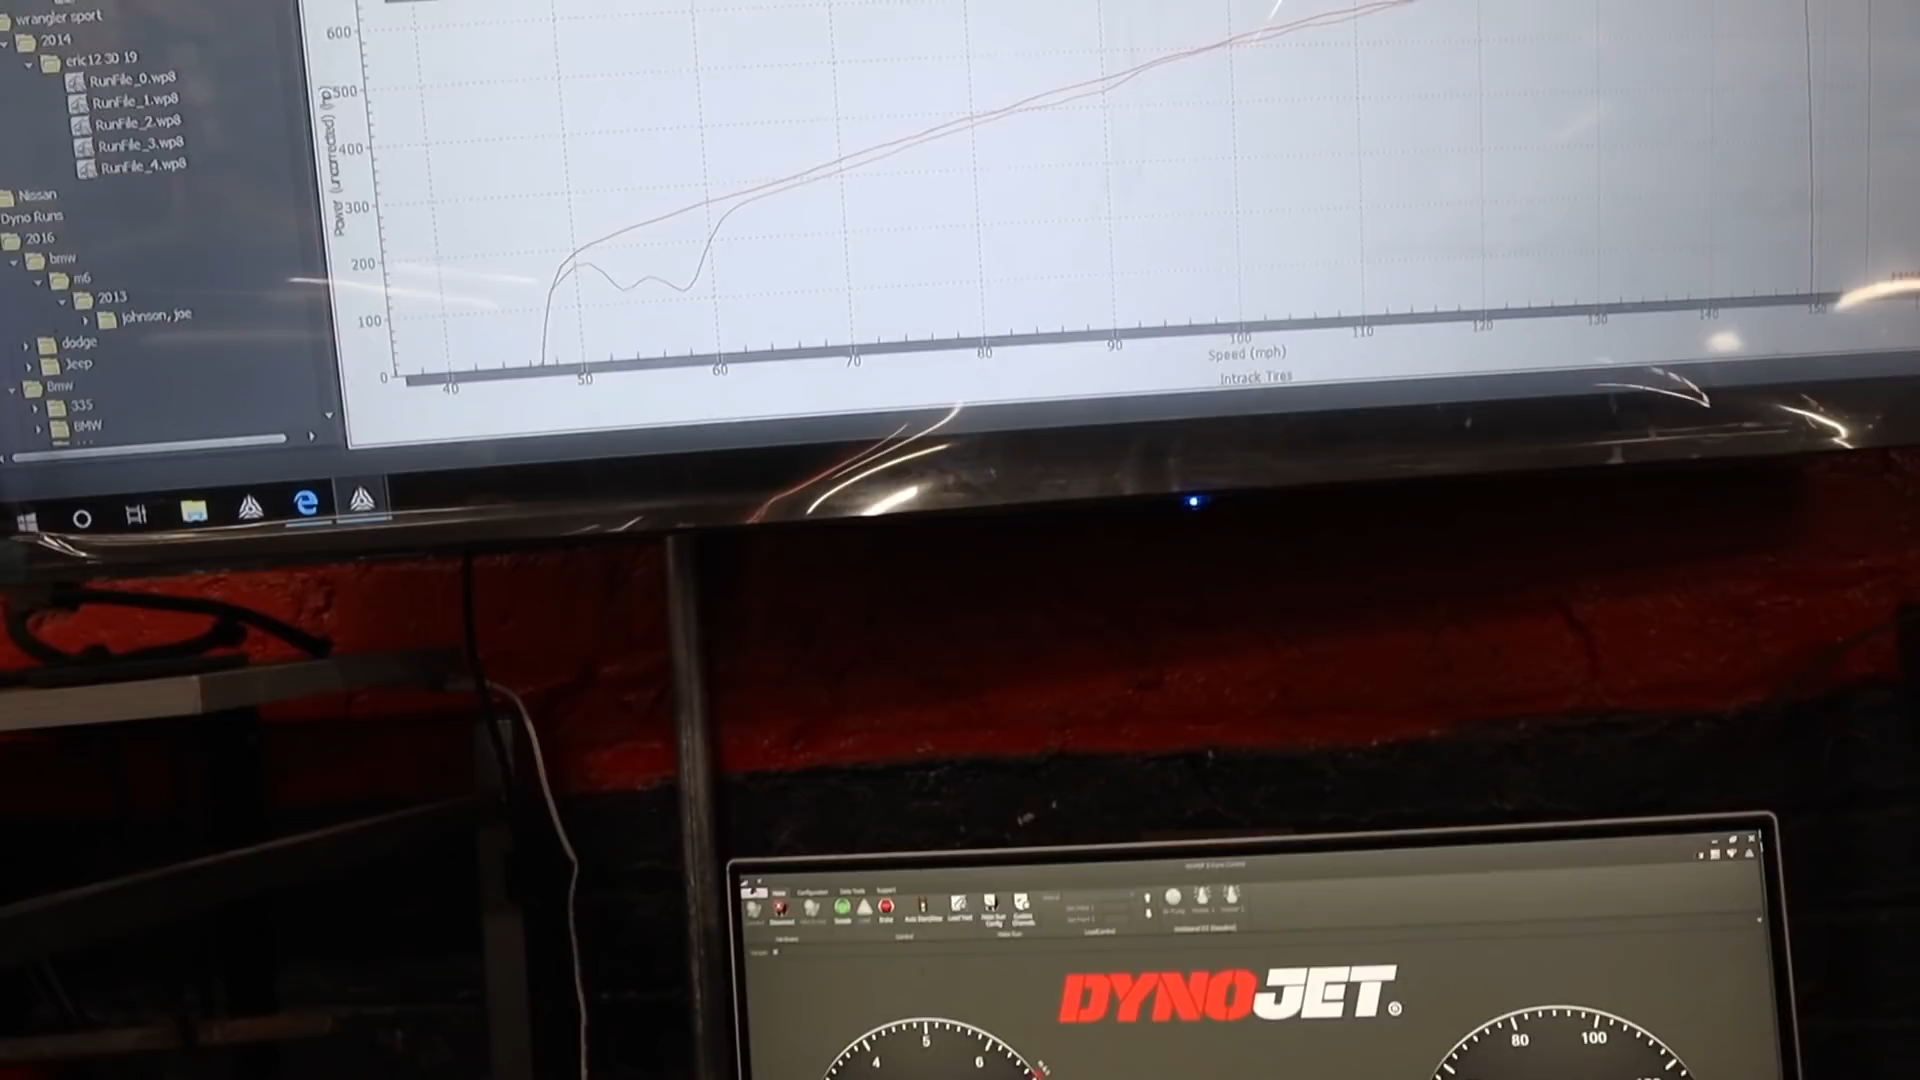 wrangler sport
2014
eric12 30 19
RunFile_0.wp8
RunFile_1.wp8
RunFile_2.wp8
RunFile_3.wp8
RunFile_4.wp8
Nissan
Dyno Runs
2016
bmw
m6
2013
johnson, joe
dodge
Jeep
Bmw
335
BMW
Power (uncorrected) (hp)
600
500
400
300
200
100
0
40
50
60
70
80
90
100
110
120
130
140
150
Speed (mph)
Intrack Tires
DYNOJET®
4
5
6
80
100